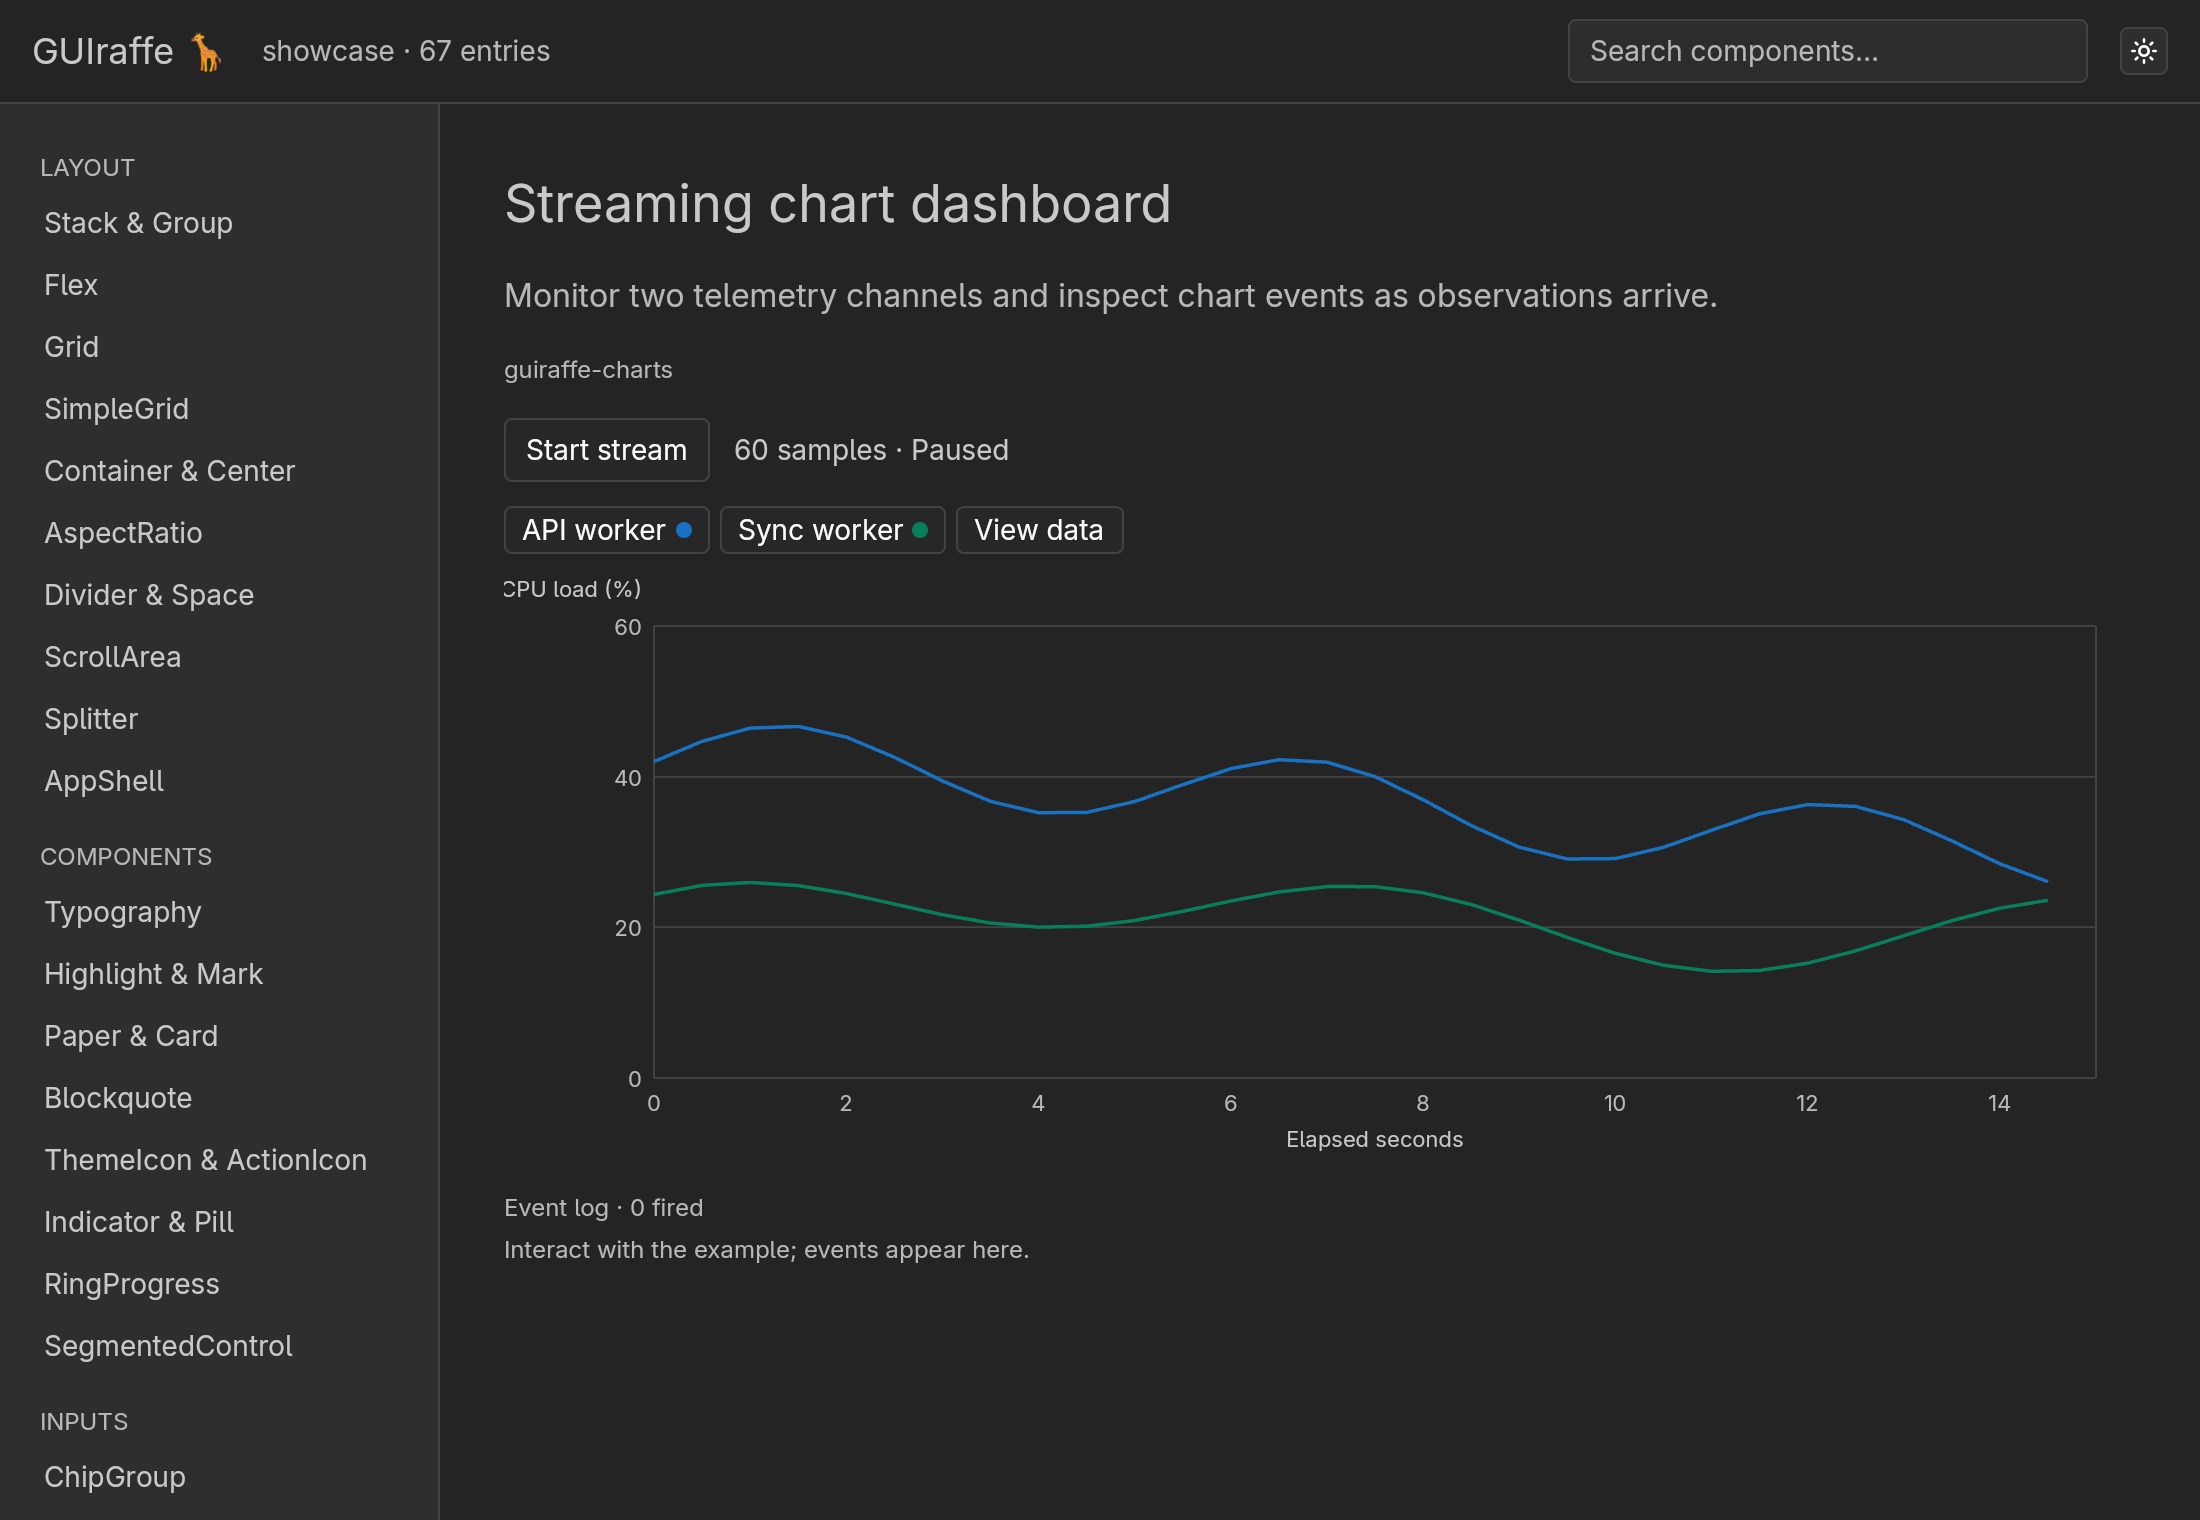 GUIraffe 🦒 showcase · 67 entries Search components...
LAYOUT
Stack & Group
Flex
Grid
SimpleGrid
Container & Center
AspectRatio
Divider & Space
ScrollArea
Splitter
AppShell
COMPONENTS
Typography
Highlight & Mark
Paper & Card
Blockquote
ThemeIcon & ActionIcon
Indicator & Pill
RingProgress
SegmentedControl
INPUTS
ChipGroup
Streaming chart dashboard
Monitor two telemetry channels and inspect chart events as observations arrive.
guiraffe-charts
Start stream 60 samples · Paused
API worker Sync worker View data
CPU load (%)
60
40
20
0
0 2 4 6 8 10 12 14
Elapsed seconds
Event log · 0 fired
Interact with the example; events appear here.